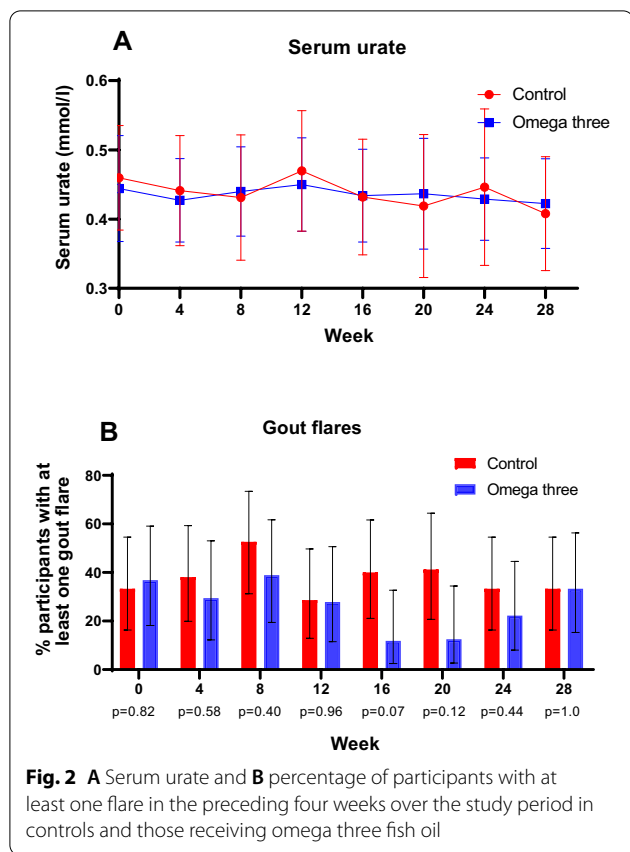 A
Serum urate
Serum urate (mmol/l)
0.6
0.5
0.4
0.3
Control
Omega three
0 4 8 12 16 20 24 28
Week
B
Gout flares
% participants with at
least one gout flare
80
60
40
20
0
Control
Omega three
0 4 8 12 16 20 24 28
p=0.82 p=0.58 p=0.40 p=0.96 p=0.07 p=0.12 p=0.44 p=1.0
Week
Fig. 2 A Serum urate and B percentage of participants with at
least one flare in the preceding four weeks over the study period in
controls and those receiving omega three fish oil